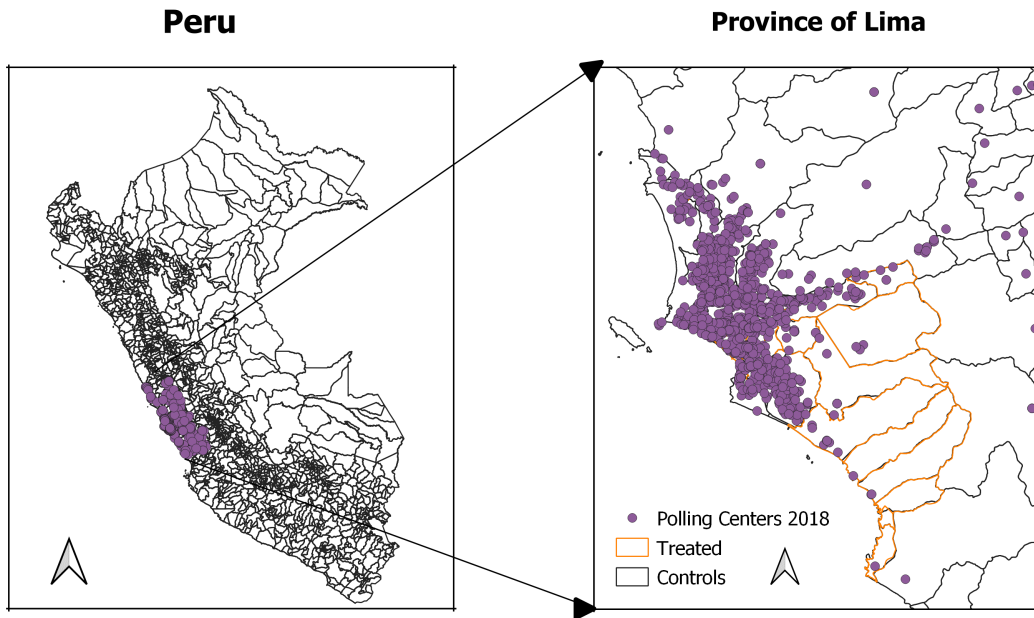 Peru
Province of Lima
Polling Centers 2018
Treated
Controls